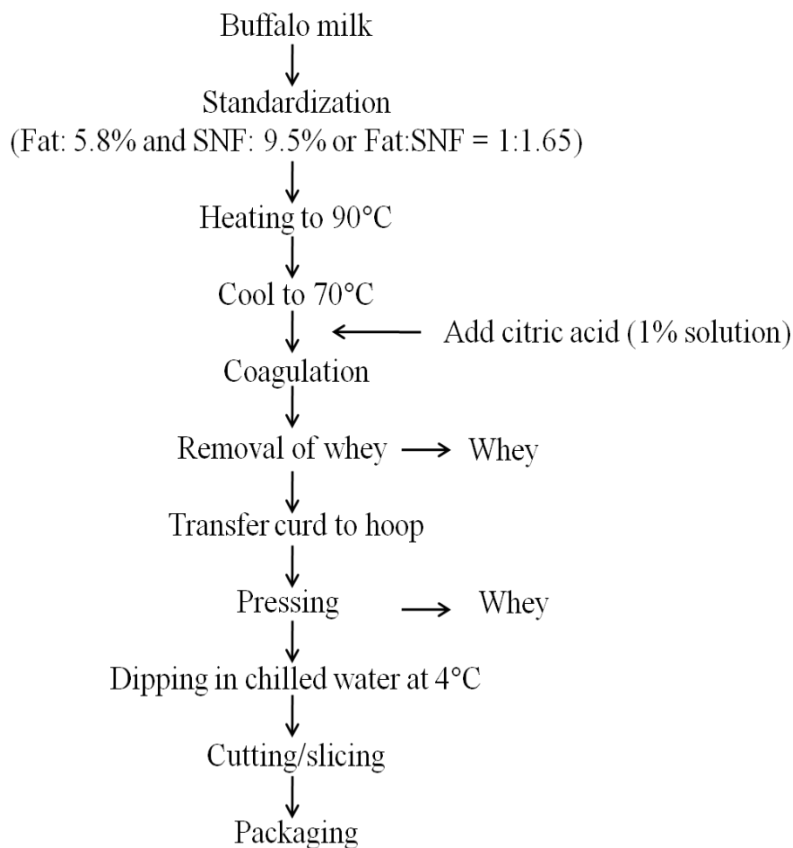 Buffalo milk
Standardization
(Fat: 5.8% and SNF: 9.5% or Fat:SNF = 1:1.65)
Heating to 90°C
Cool to 70°C
Add citric acid (1% solution)
Coagulation
Removal of whey
Whey
Transfer curd to hoop
Pressing
Whey
Dipping in chilled water at 4°C
Cutting/slicing
Packaging